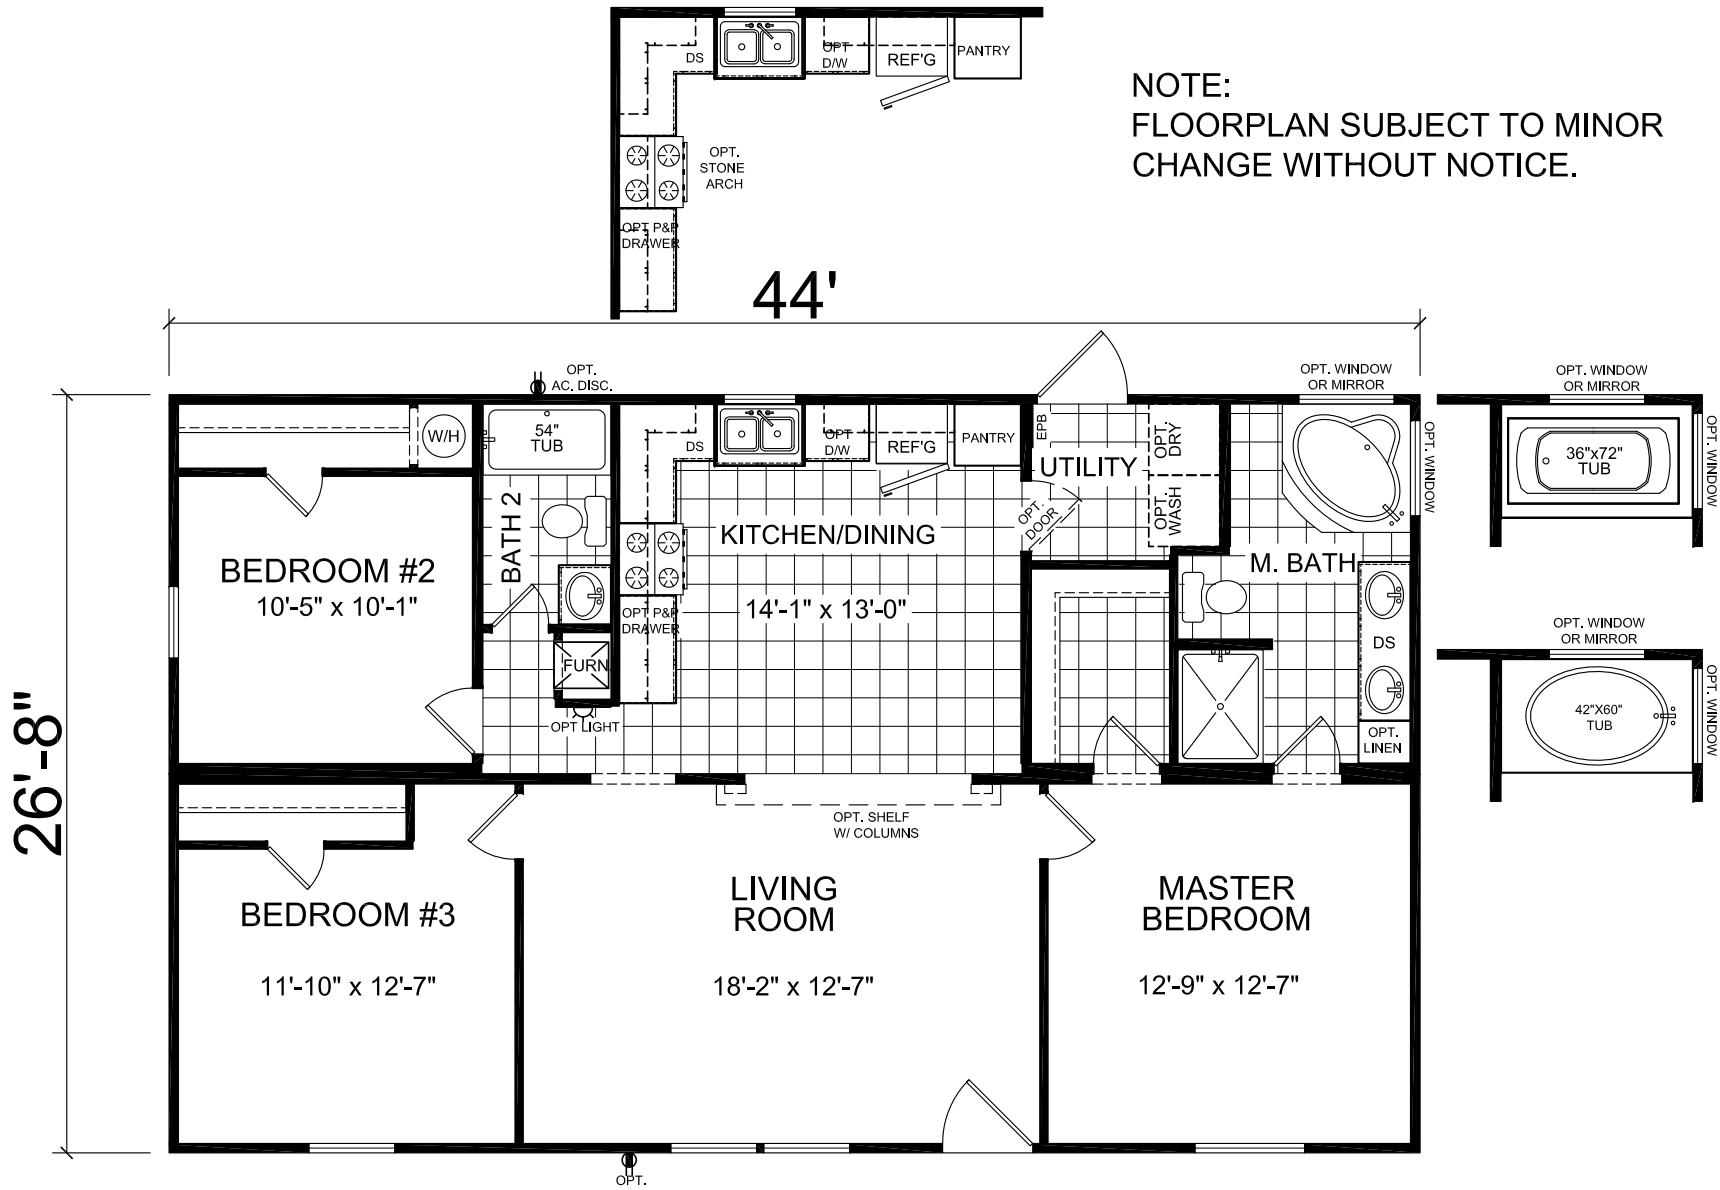 DS
OPT
D/W
REF'G
PANTRY
OPT.
STONE
ARCH
OPT P&P
DRAWER
NOTE:
FLOORPLAN SUBJECT TO MINOR
CHANGE WITHOUT NOTICE.
44'
26'-8"
OPT.
AC. DISC.
OPT. WINDOW
OR MIRROR
OPT. WINDOW
W/H
54"
TUB
BATH 2
DS
OPT
D/W
REF'G
PANTRY
EPB
UTILITY
OPT.
DRY
OPT.
WASH
OPT.
DOOR
BEDROOM #2
10'-5" x 10'-1"
KITCHEN/DINING
14'-1" x 13'-0"
OPT P&P
DRAWER
FURN.
OPT LIGHT
M. BATH
DS
OPT.
LINEN
OPT. WINDOW
OR MIRROR
36"x72"
TUB
OPT. WINDOW
OPT. WINDOW
OR MIRROR
42"X60"
TUB
OPT. WINDOW
OPT. SHELF
W/ COLUMNS
BEDROOM #3
11'-10" x 12'-7"
LIVING
ROOM
18'-2" x 12'-7"
MASTER
BEDROOM
12'-9" x 12'-7"
OPT.